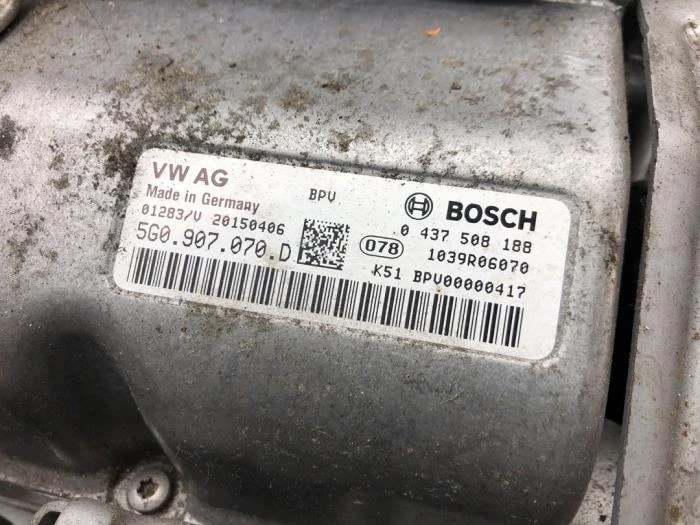 VW AG
Made in Germany
BPV
BOSCH
01283/V 20150406
0 437 508 188
5G0.907.070.D
078
1039R06070
K51 BPV00000417